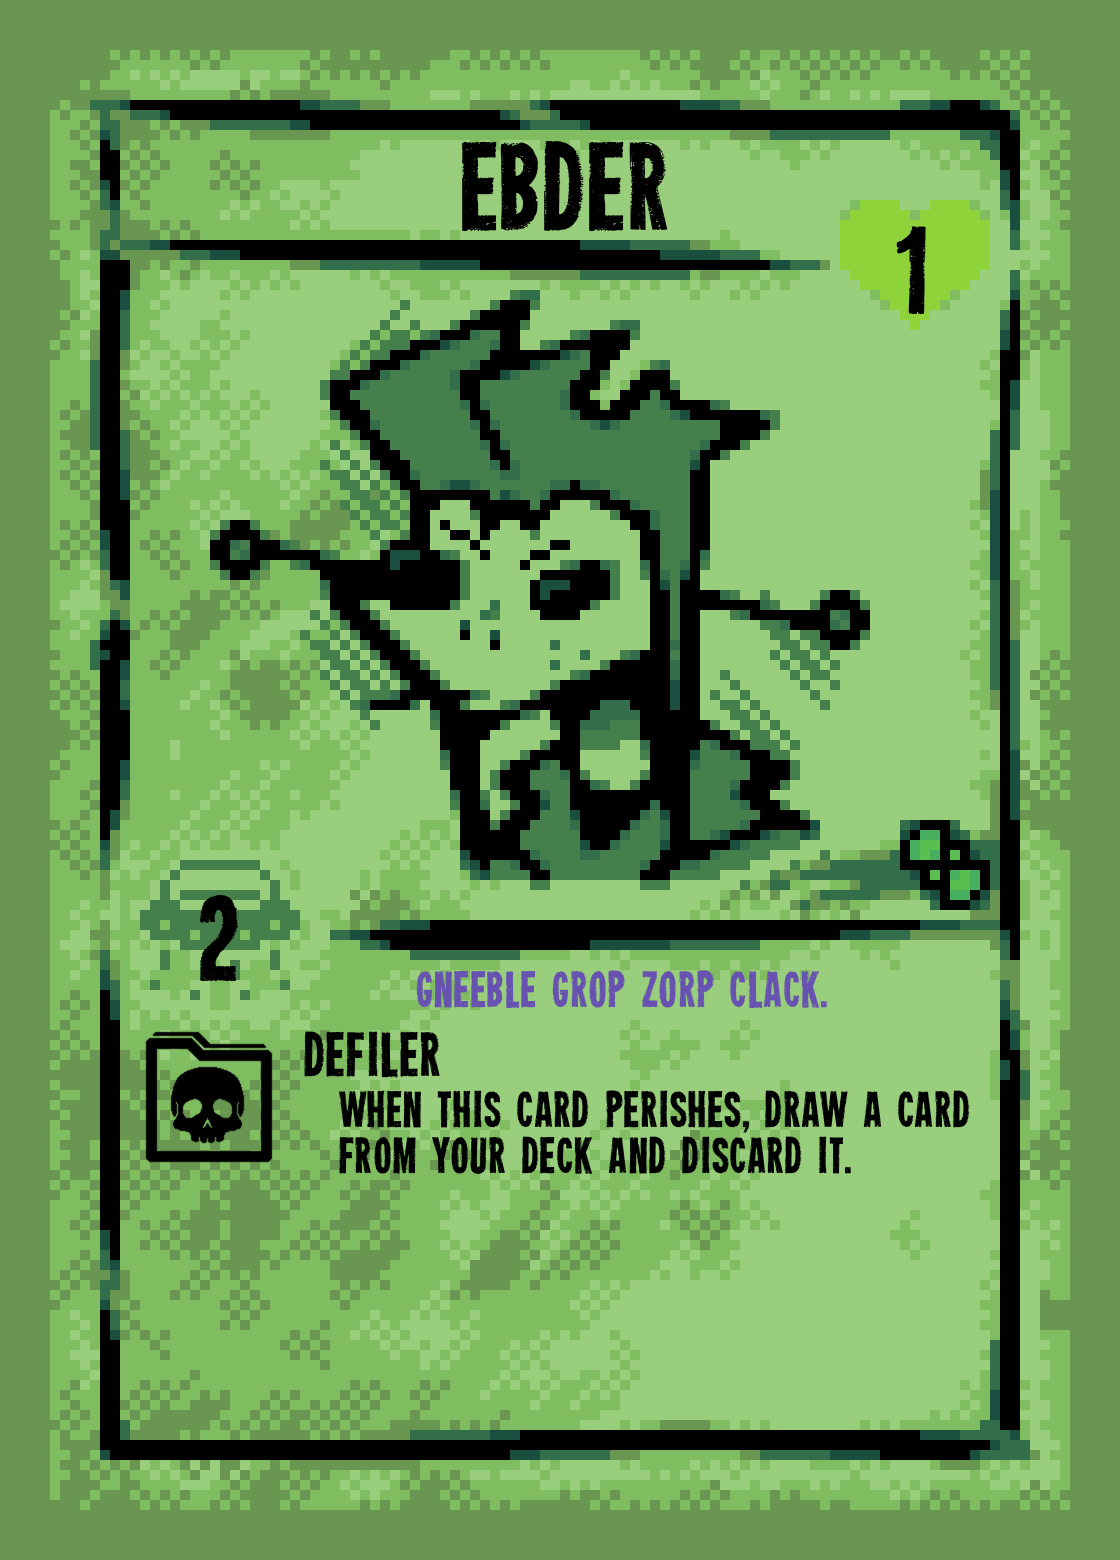 EBDER
1
2
GNEEBLE GROP ZORP CLACK.
DEFILER
WHEN THIS CARD PERISHES, DRAW A CARD
FROM YOUR DECK AND DISCARD IT.